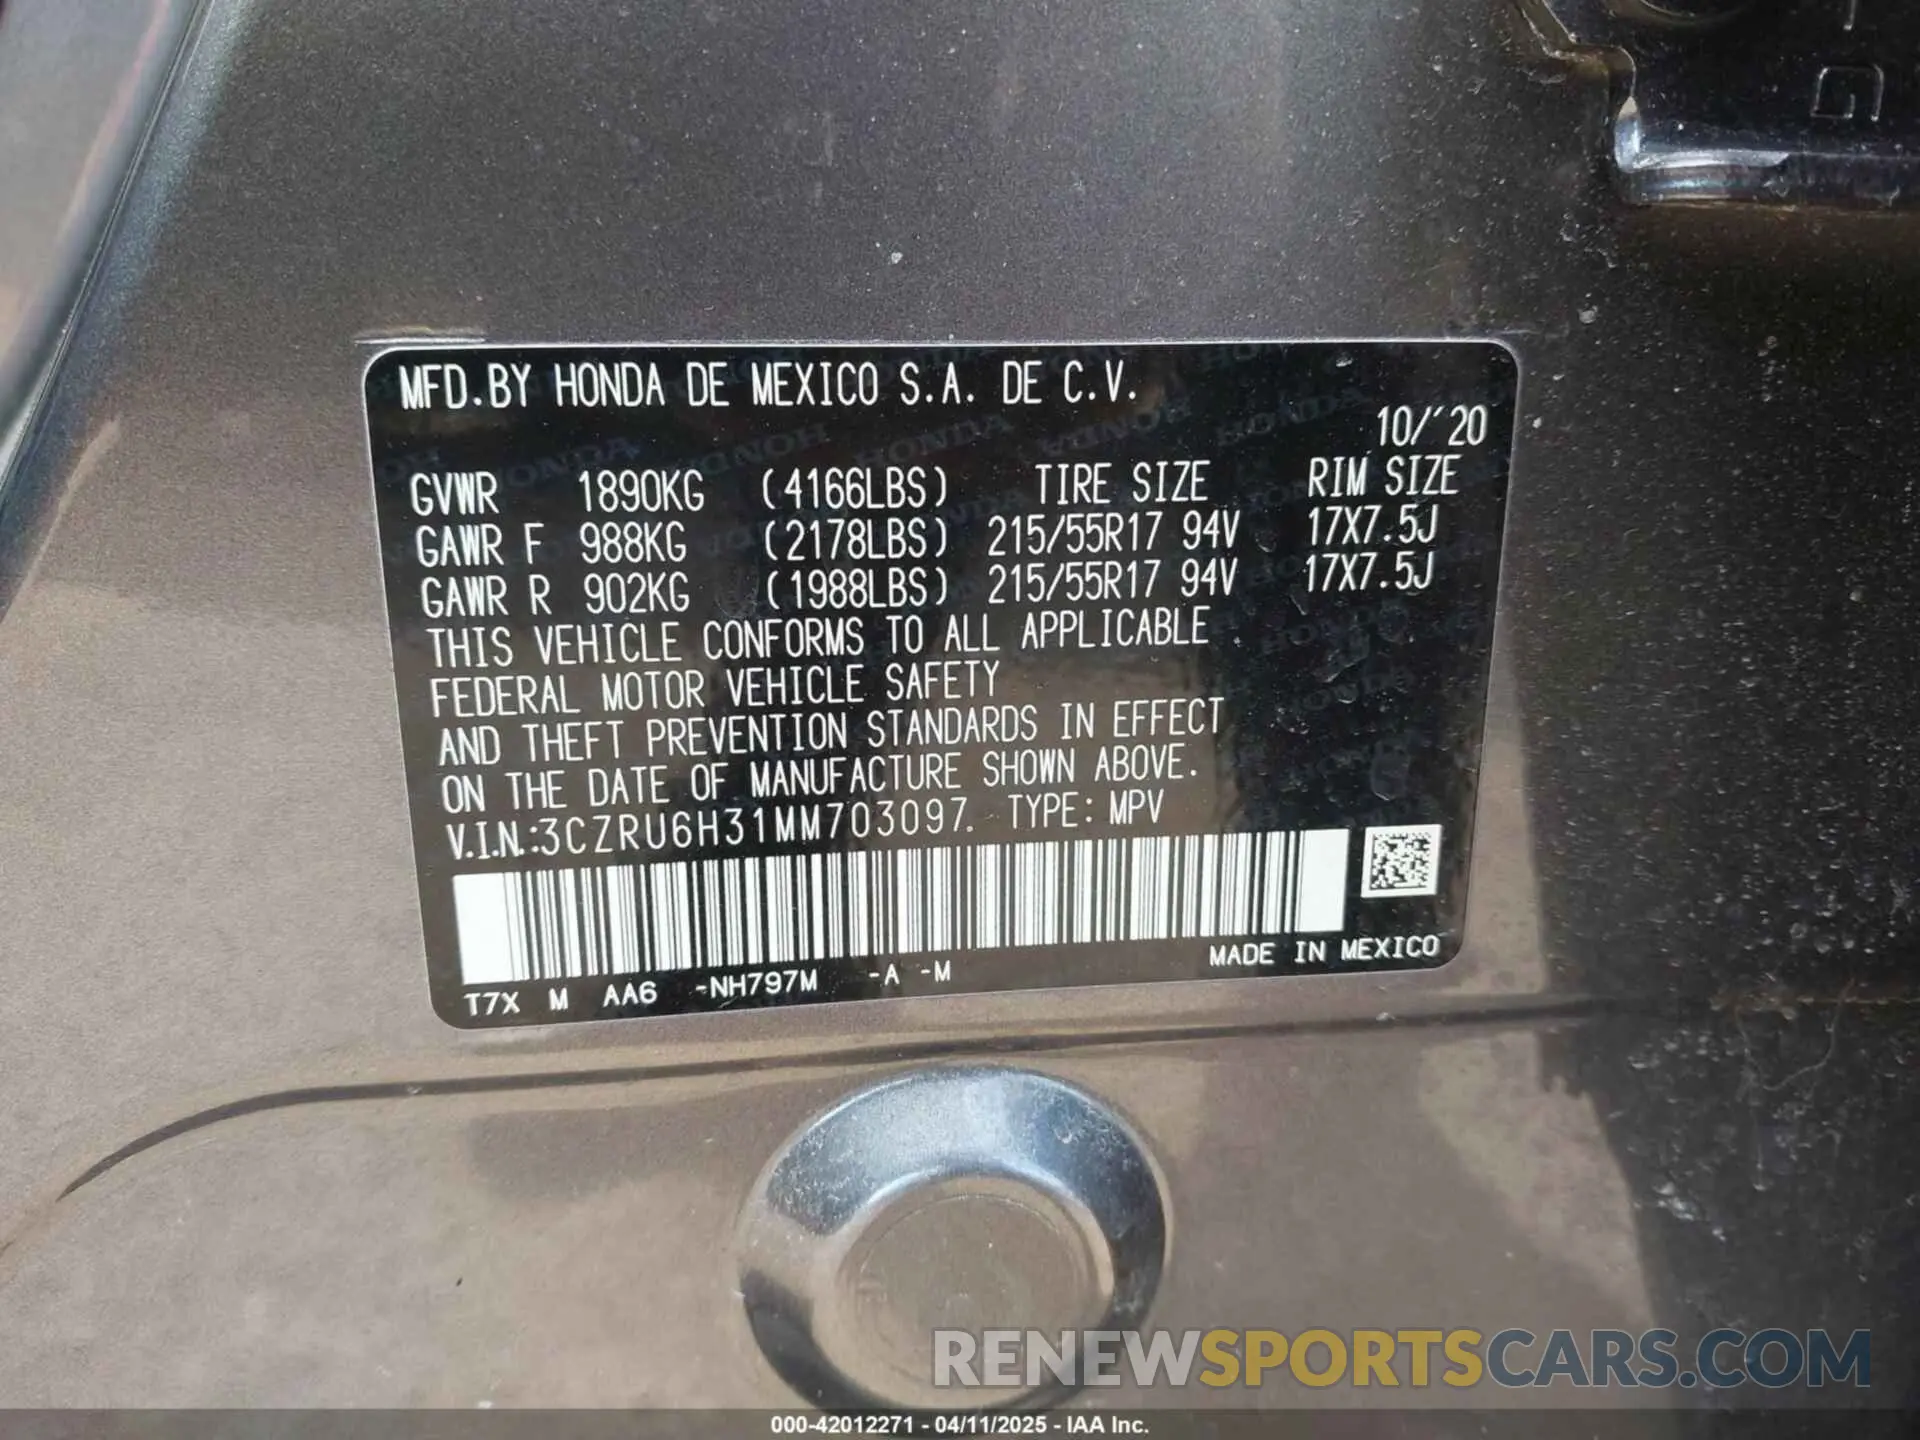 MFD.BY HONDA DE MEXICO S.A. DE C.V.
10/'20
GVWR 1890KG (4166LBS) TIRE SIZE RIM SIZE
GAWR F 988KG (2178LBS) 215/55R17 94V 17X7.5J
GAWR R 902KG (1988LBS) 215/55R17 94V 17X7.5J
THIS VEHICLE CONFORMS TO ALL APPLICABLE
FEDERAL MOTOR VEHICLE SAFETY
AND THEFT PREVENTION STANDARDS IN EFFECT
ON THE DATE OF MANUFACTURE SHOWN ABOVE.
V.I.N.:3CZRU6H31MM703097. TYPE: MPV
T7X M AA6 -NH797M -A -M MADE IN MEXICO
RENEWSPORTSCARS.COM
000-42012271 - 04/11/2025 - IAA Inc.